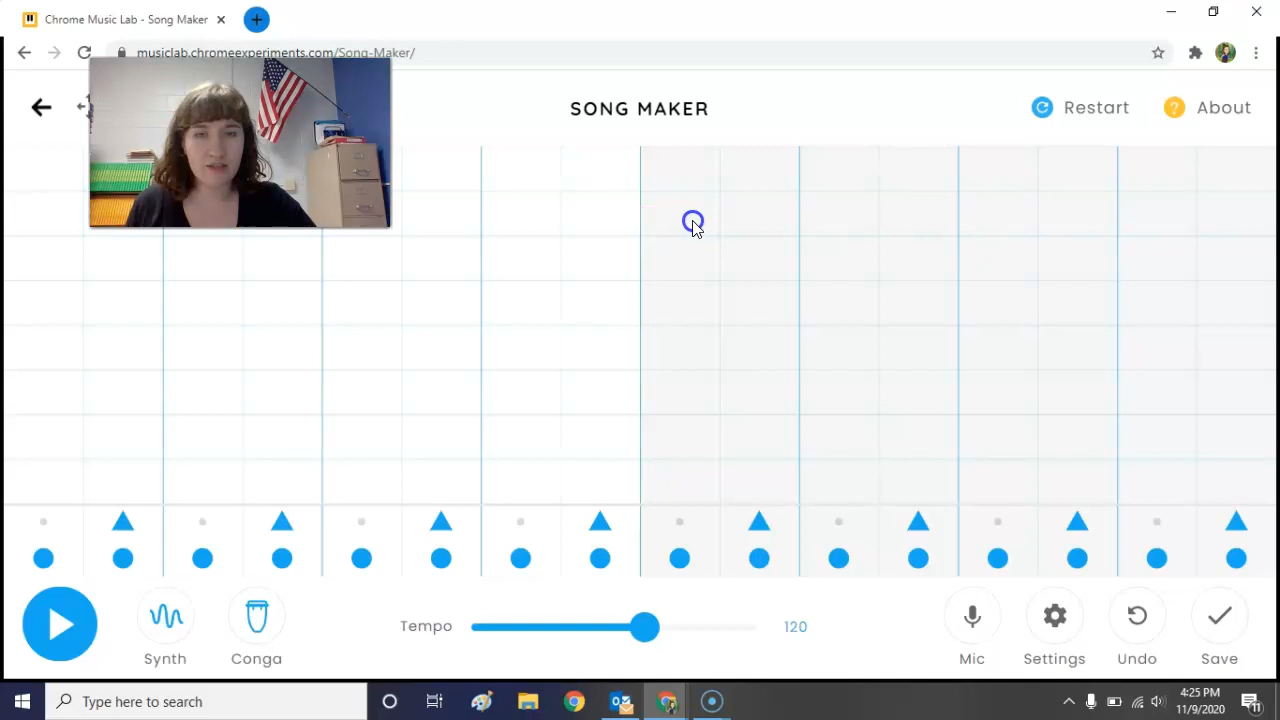 Chrome Music Lab - Song Maker
musiclab.chromeexperiments.com/Song-Maker/
SONG MAKER
Restart
? About
Synth
Conga
Tempo
120
Mic
Settings
Undo
Save
Type here to search
4:25 PM
11/9/2020
11